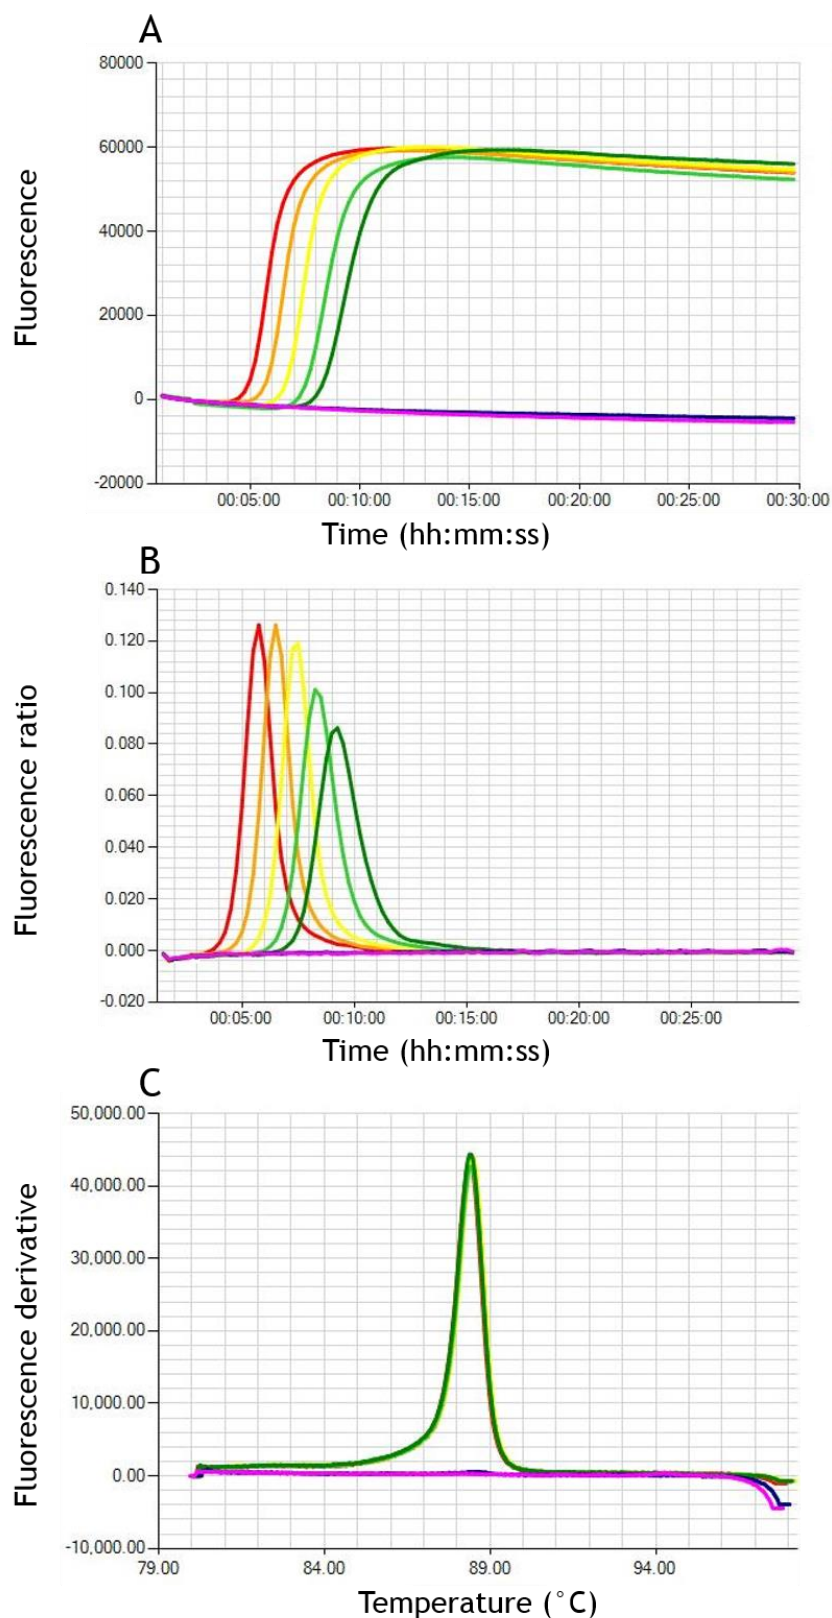 A
80000
60000
40000
20000
0
-20000
Fluorescence
00:05:00 00:10:00 00:15:00 00:20:00 00:25:00 00:30:00
Time (hh:mm:ss)
B
0.140
0.120
0.100
0.080
0.060
0.040
0.020
0.000
-0.020
Fluorescence ratio
00:05:00 00:10:00 00:15:00 00:20:00 00:25:00
Time (hh:mm:ss)
C
50,000.00
40,000.00
30,000.00
20,000.00
10,000.00
0.00
-10,000.00
Fluorescence derivative
79.00 84.00 89.00 94.00
Temperature (°C)